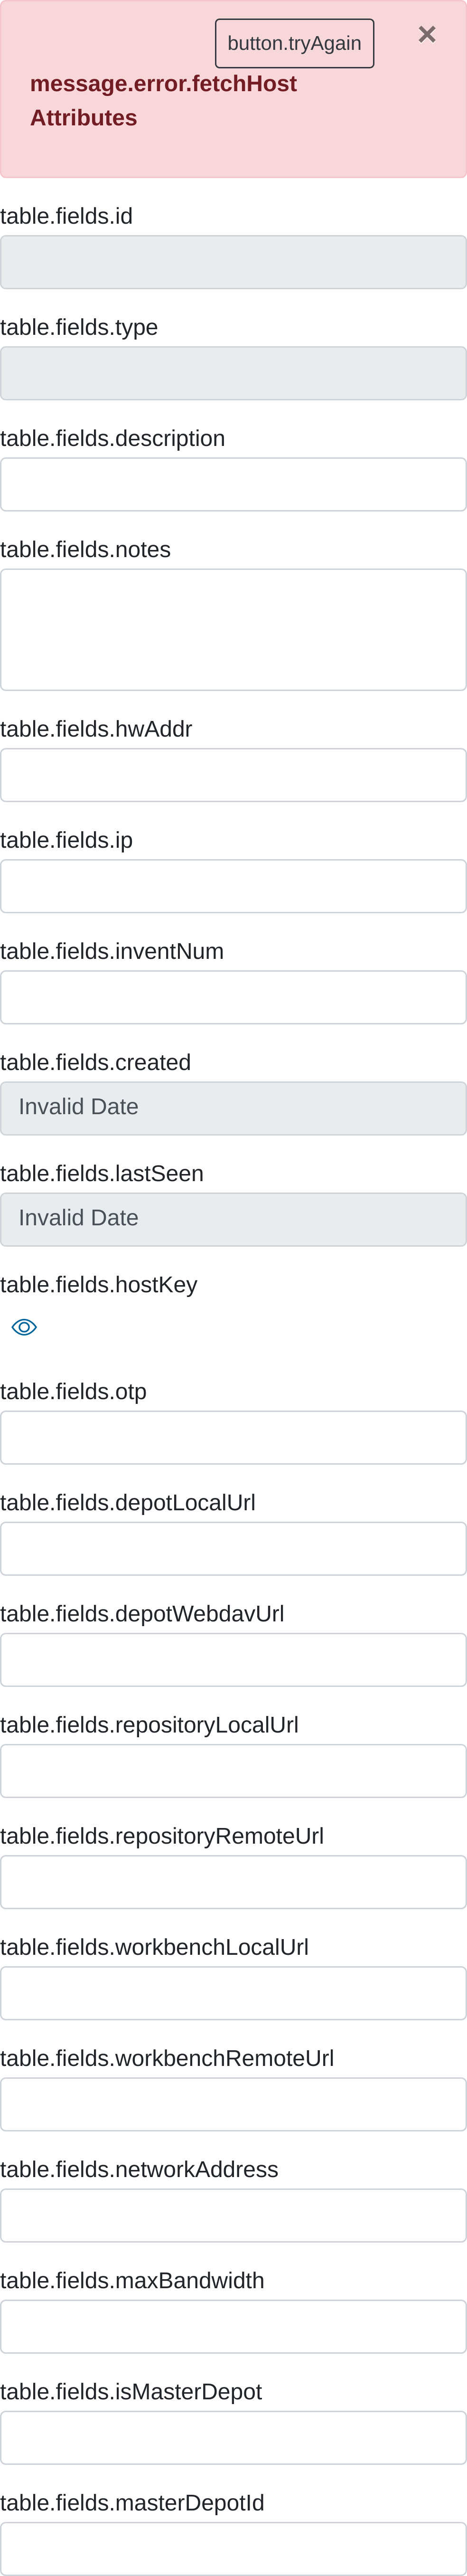 button.tryAgain
×
message.error.fetchHost
Attributes
table.fields.id
table.fields.type
table.fields.description
table.fields.notes
table.fields.hwAddr
table.fields.ip
table.fields.inventNum
table.fields.created
Invalid Date
table.fields.lastSeen
Invalid Date
table.fields.hostKey
table.fields.otp
table.fields.depotLocalUrl
table.fields.depotWebdavUrl
table.fields.repositoryLocalUrl
table.fields.repositoryRemoteUrl
table.fields.workbenchLocalUrl
table.fields.workbenchRemoteUrl
table.fields.networkAddress
table.fields.maxBandwidth
table.fields.isMasterDepot
table.fields.masterDepotId